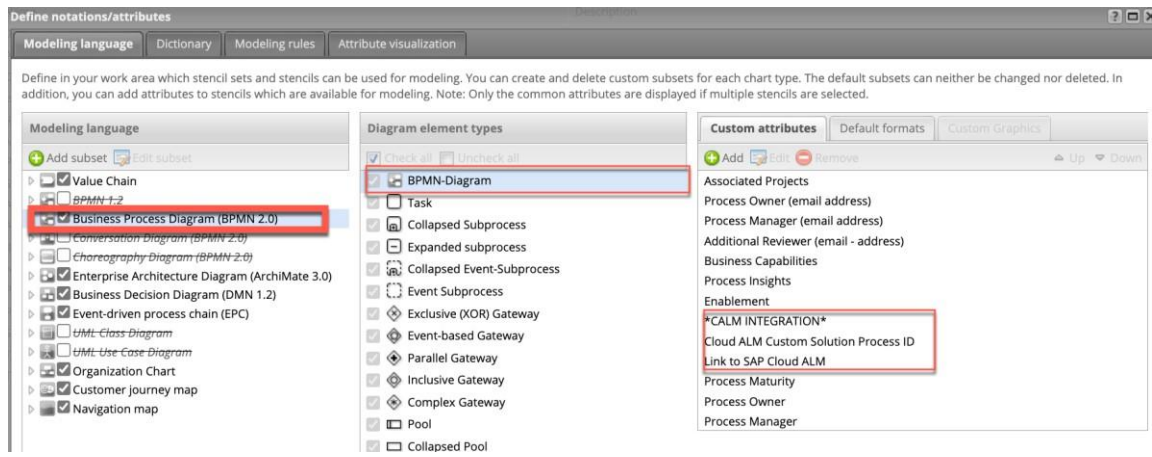 Define notations/attributes
Description
Modeling language
Dictionary
Modeling rules
Attribute visualization
Define in your work area which stencil sets and stencils can be used for modeling. You can create and delete custom subsets for each chart type. The default subsets can neither be changed nor deleted. In
addition, you can add attributes to stencils which are available for modeling. Note: Only the common attributes are displayed if multiple stencils are selected.
Modeling language
Add subset
Edit subset
Value Chain
BPMN 1.2
Business Process Diagram (BPMN 2.0)
Conversation Diagram (BPMN 2.0)
Choreography Diagram (BPMN 2.0)
Enterprise Architecture Diagram (ArchiMate 3.0)
Business Decision Diagram (DMN 1.2)
Event-driven process chain (EPC)
UML Class Diagram
UML Use Case Diagram
Organization Chart
Customer journey map
Navigation map
Diagram element types
Check all
Uncheck all
BPMN-Diagram
Task
Collapsed Subprocess
Expanded subprocess
Collapsed Event-Subprocess
Event Subprocess
Exclusive (XOR) Gateway
Event-based Gateway
Parallel Gateway
Inclusive Gateway
Complex Gateway
Pool
Collapsed Pool
Custom attributes
Default formats
Custom Graphics
Add
Edit
Remove
Up
Down
Associated Projects
Process Owner (email address)
Process Manager (email address)
Additional Reviewer (email - address)
Business Capabilities
Process Insights
Enablement
*CALM INTEGRATION*
Cloud ALM Custom Solution Process ID
Link to SAP Cloud ALM
Process Maturity
Process Owner
Process Manager